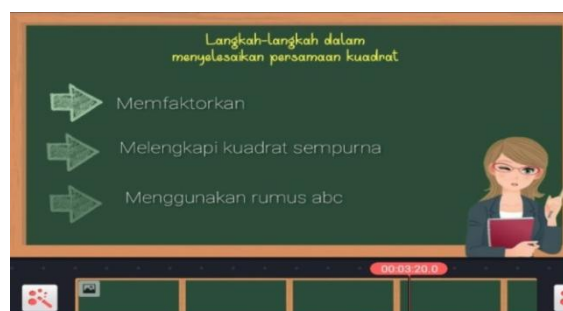 Langkah-langkah dalam
menyelesaikan persamaan kuadrat
Memfaktorkan
Melengkapi kuadrat sempurna
Menggunakan rumus abc
00:03:20.0